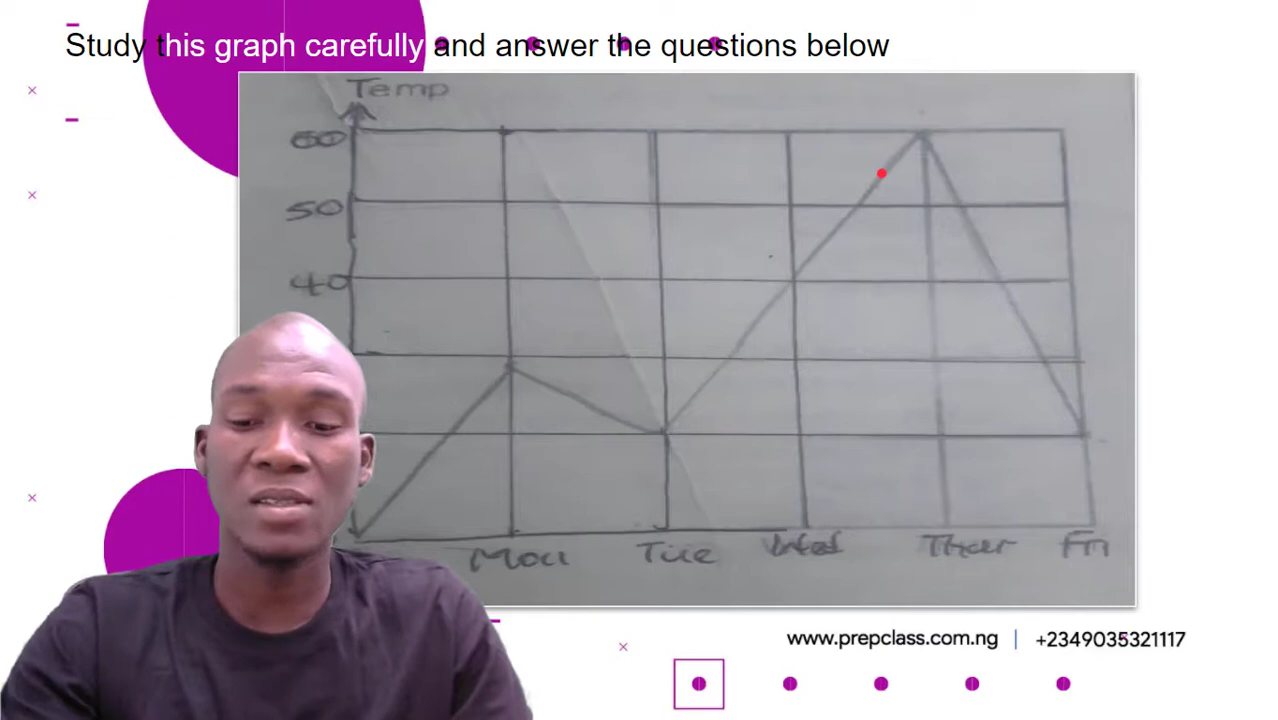 Study this graph carefully and answer the questions below
Temp
60
50
40
Mon Tue Wed Thur Fri
www.prepclass.com.ng | +2349035321117